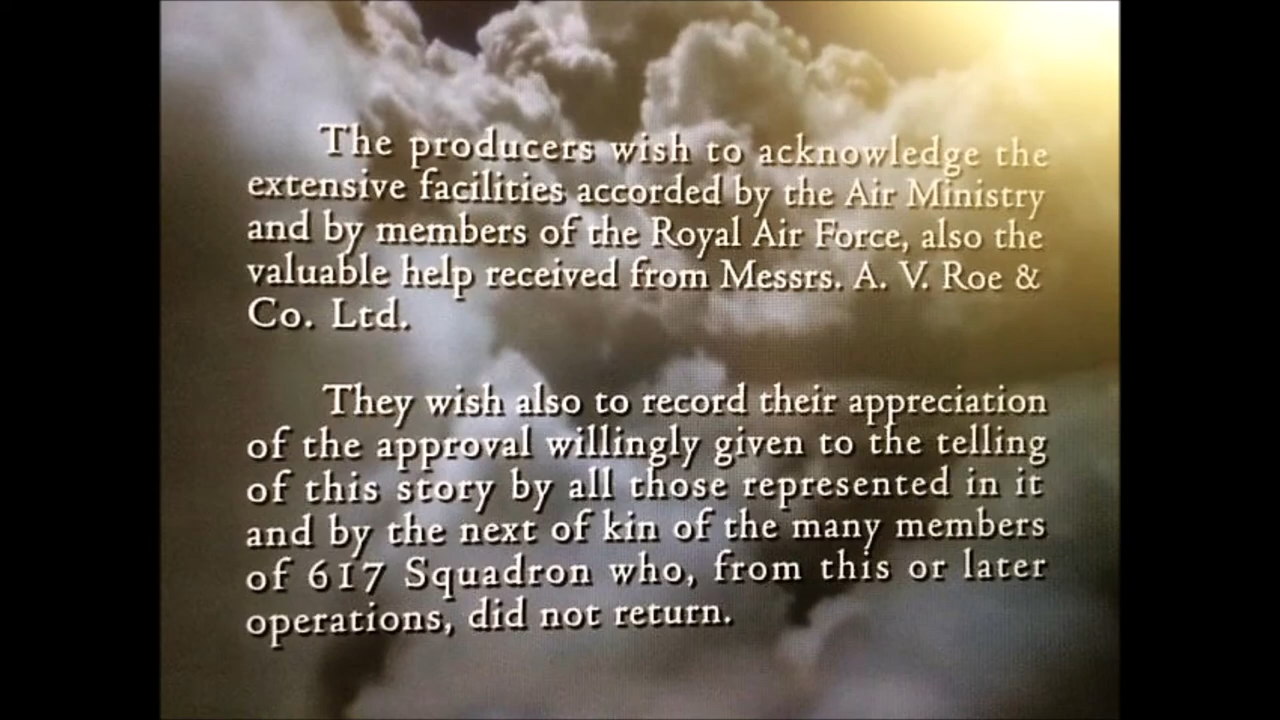 The producers wish to acknowledge the
extensive facilities accorded by the Air Ministry
and by members of the Royal Air Force, also the
valuable help received from Messrs. A. V. Roe &
Co. Ltd.
They wish also to record their appreciation
of the approval willingly given to the telling
of this story by all those represented in it
and by the next of kin of the many members
of 617 Squadron who, from this or later
operations, did not return.